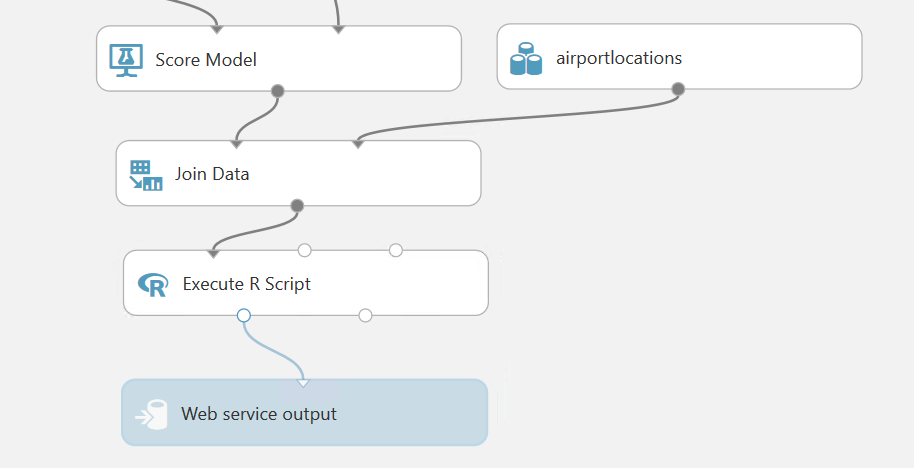 Score Model
airportlocations
Join Data
R
Execute R Script
Web service output